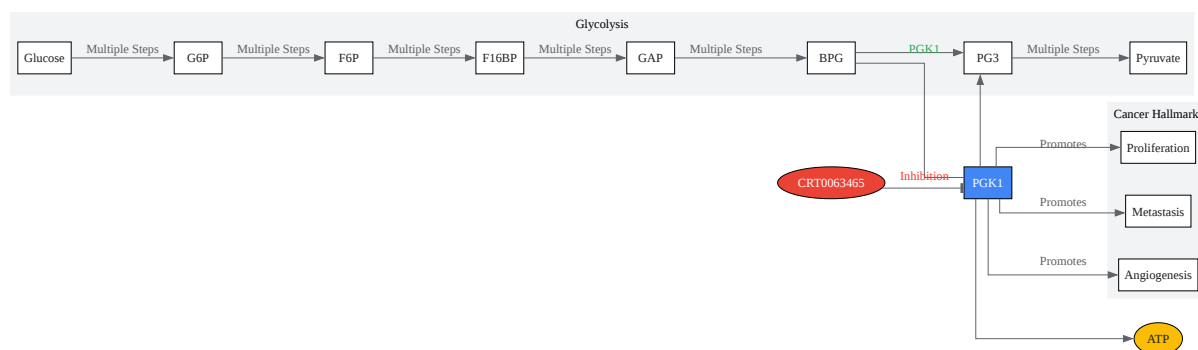 Glycolysis
Glucose
Multiple Steps
G6P
Multiple Steps
F6P
Multiple Steps
F16BP
Multiple Steps
GAP
Multiple Steps
BPG
PGK1
PG3
Multiple Steps
Pyruvate
Cancer Hallmark
Promotes
Proliferation
CRT0063465
Inhibition
PGK1
Promotes
Metastasis
Promotes
Angiogenesis
ATP